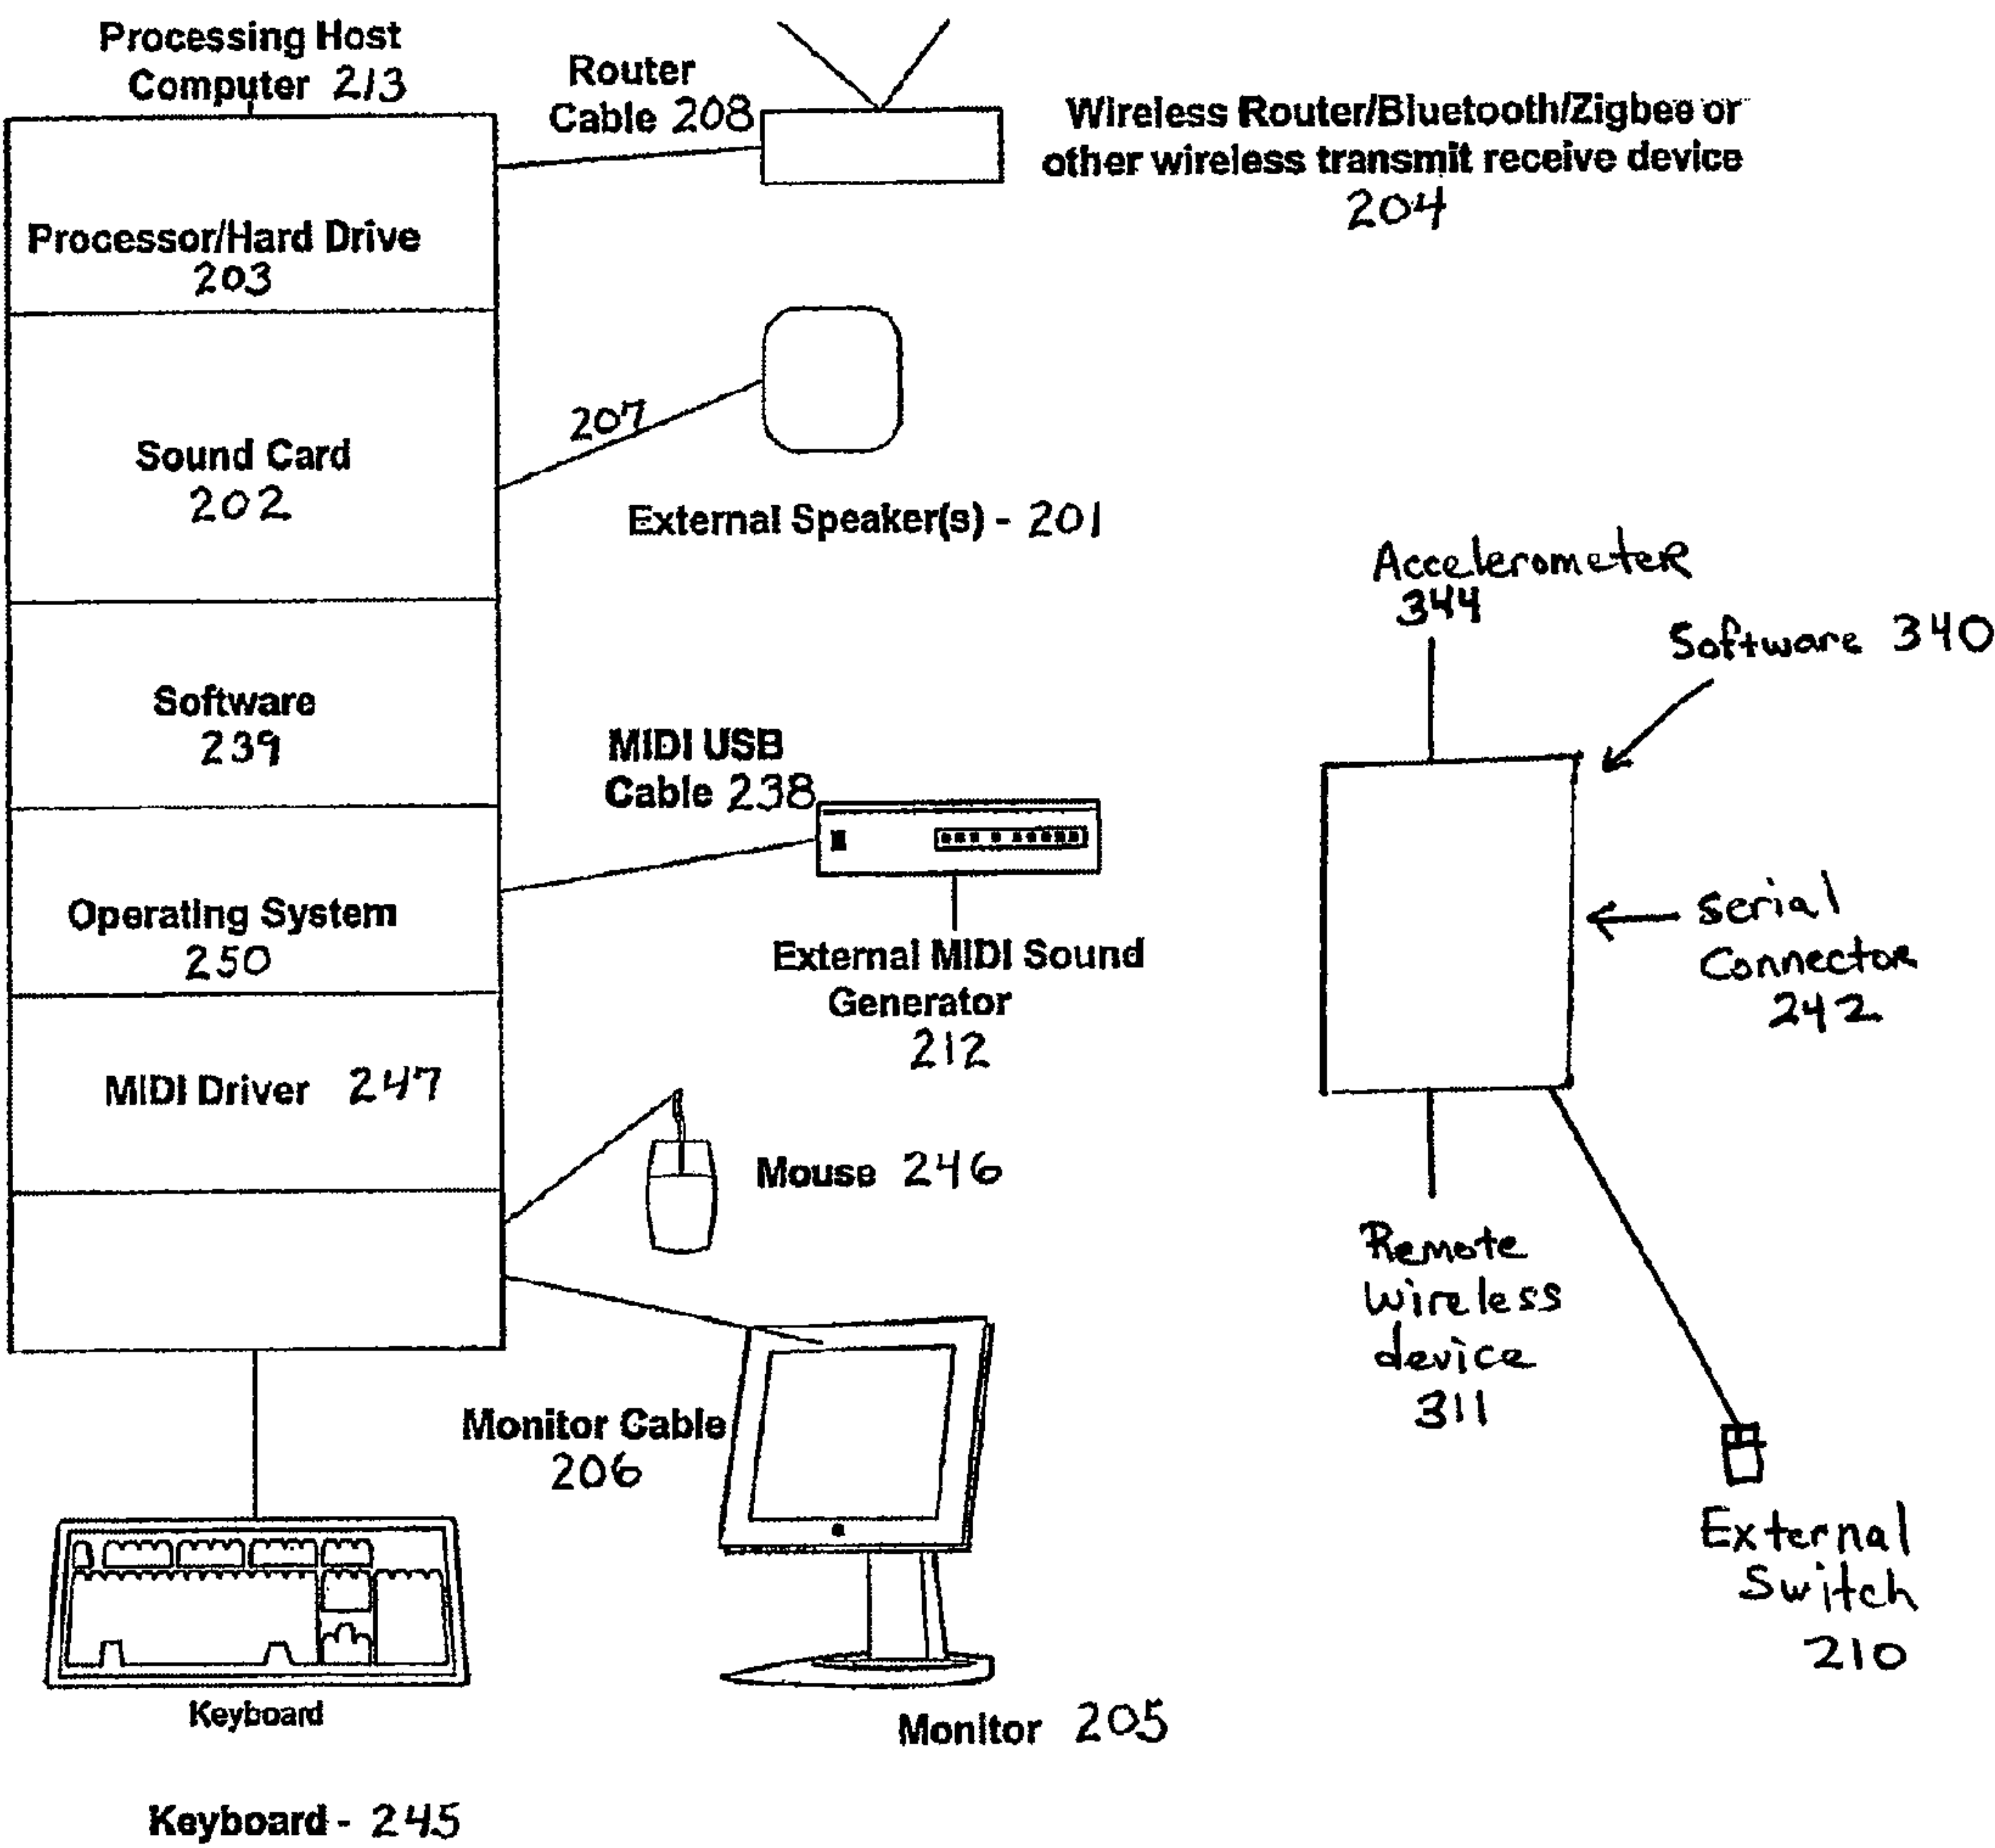 Processing Host
Computer 213
Router
Cable 208
Wireless Router/Bluetooth/Zigbee or
other wireless transmit receive device
204
Processor/Hard Drive
203
Sound Card
202
207
External Speaker(s) - 201
Accelerometer
344
Software 340
Software
239
MIDI USB
Cable 238
Operating System
250
External MIDI Sound
Generator
212
Serial
Connector
242
MIDI Driver 247
Mouse 246
Remote
Wireless
device
311
Monitor Cable
206
External
Switch
210
Keyboard
Monitor 205
Keyboard - 245